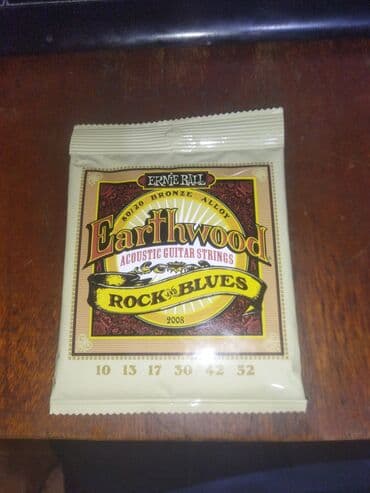 ERNIE BALL
80/20 BRONZE ALLOY
Earthwood
ACOUSTIC GUITAR STRINGS
ROCK AND BLUES
2008
10 13 17 30 42 52